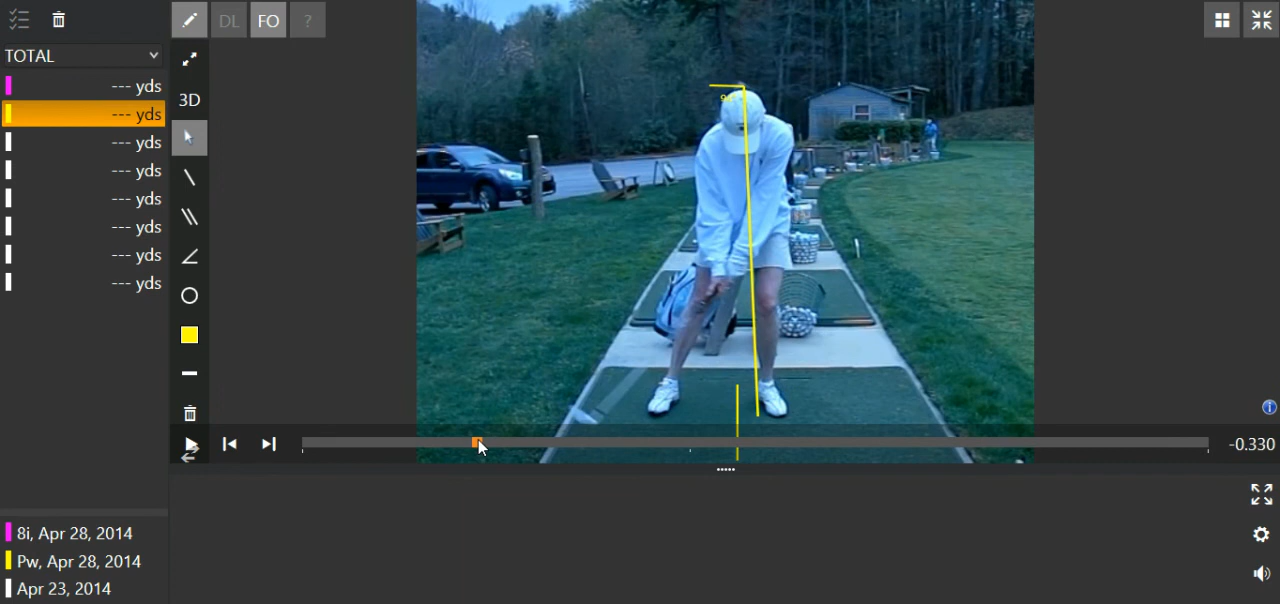 DL
FO
?
TOTAL
--- yds
--- yds
--- yds
--- yds
--- yds
--- yds
--- yds
--- yds
3D
-0.330
8i, Apr 28, 2014
Pw, Apr 28, 2014
Apr 23, 2014